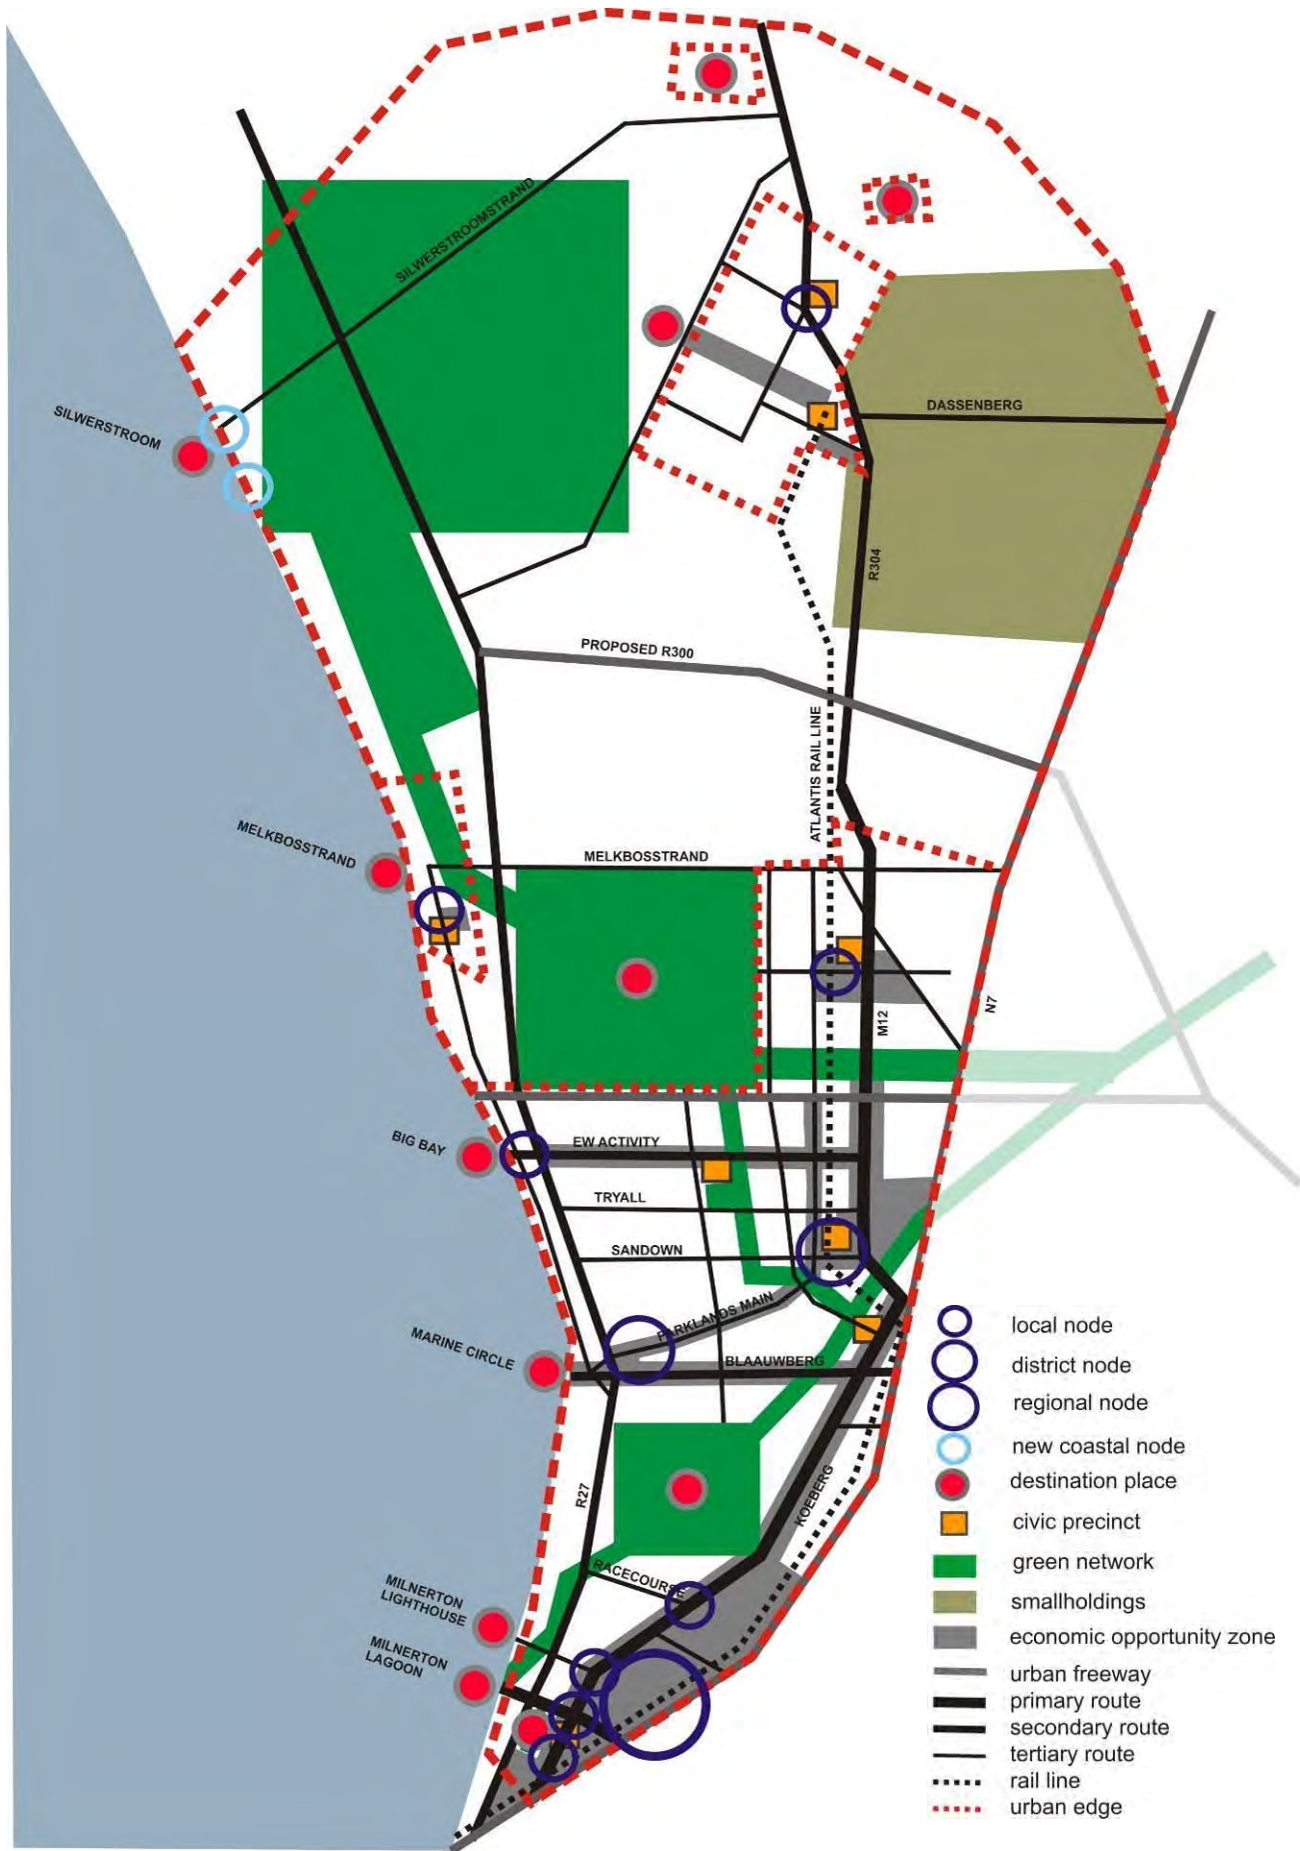 SILWERSTROOMSTRAND
SILWERSTROOM
DASSENBERG
R304
PROPOSED R300
ATLANTIS RAIL LINE
MELKBOSSTRAND
MELKBOSSTRAND
N7
M12
BIG BAY
EW ACTIVITY
TRYALL
SANDOWN
PARKLANDS MAIN
MARINE CIRCLE
BLAAUWBERG
R27
KOEBERG
RACECOURSE
MILNERTON
LIGHTHOUSE
MILNERTON
LAGOON
local node
district node
regional node
new coastal node
destination place
civic precinct
green network
smallholdings
economic opportunity zone
urban freeway
primary route
secondary route
tertiary route
rail line
urban edge